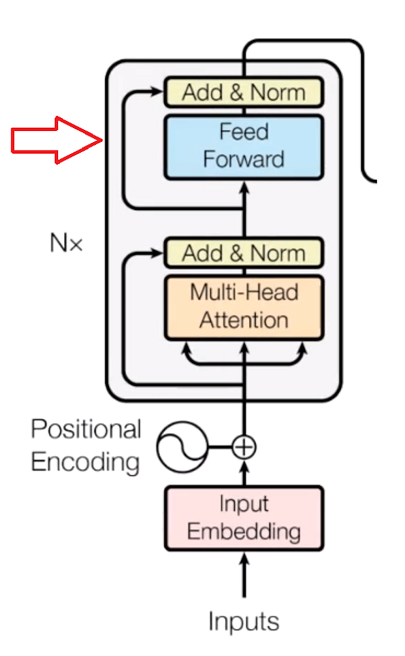 Add & Norm
Feed
Forward
N×
Add & Norm
Multi-Head
Attention
Positional
Encoding
Input
Embedding
Inputs